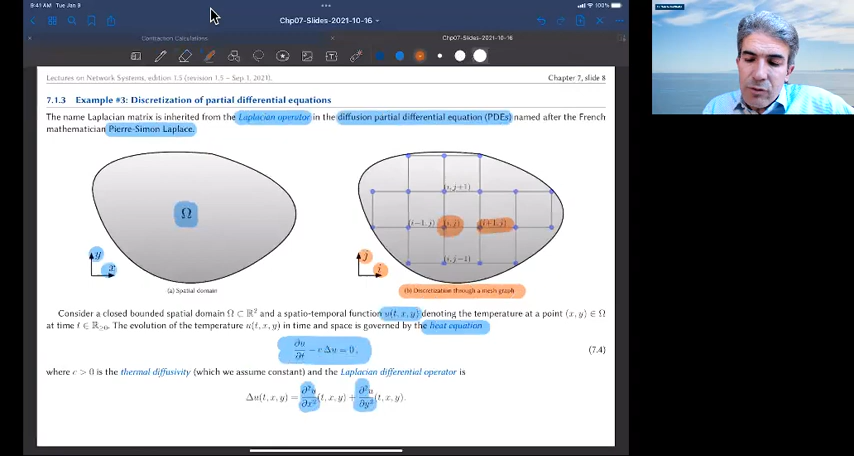 9:41 AM Tue Jan 9
Chp07-Slides-2021-10-16
100%
Contraction Calculations
Chp07-Slides-2021-10-16
Lectures on Network Systems, edition 1.5 (revision 1.5 – Sep 1, 2021).
Chapter 7, slide 8
7.1.3 Example #3: Discretization of partial differential equations
The name Laplacian matrix is inherited from the Laplacian operator in the diffusion partial differential equation (PDEs) named after the French
mathematician Pierre-Simon Laplace.
Ω
y
x
(a) Spatial domain
(i, j+1)
(i−1, j)
(i, j)
(i+1, j)
(i, j−1)
j
i
(b) Discretization through a mesh graph
Consider a closed bounded spatial domain Ω ⊂ ℝ² and a spatio-temporal function u(t, x, y) denoting the temperature at a point (x, y) ∈ Ω
at time t ∈ ℝ≥0. The evolution of the temperature u(t, x, y) in time and space is governed by the heat equation
∂u/∂t − c Δu = 0, (7.4)
where c > 0 is the thermal diffusivity (which we assume constant) and the Laplacian differential operator is
Δu(t, x, y) = ∂²u/∂x² (t, x, y) + ∂²u/∂y² (t, x, y).